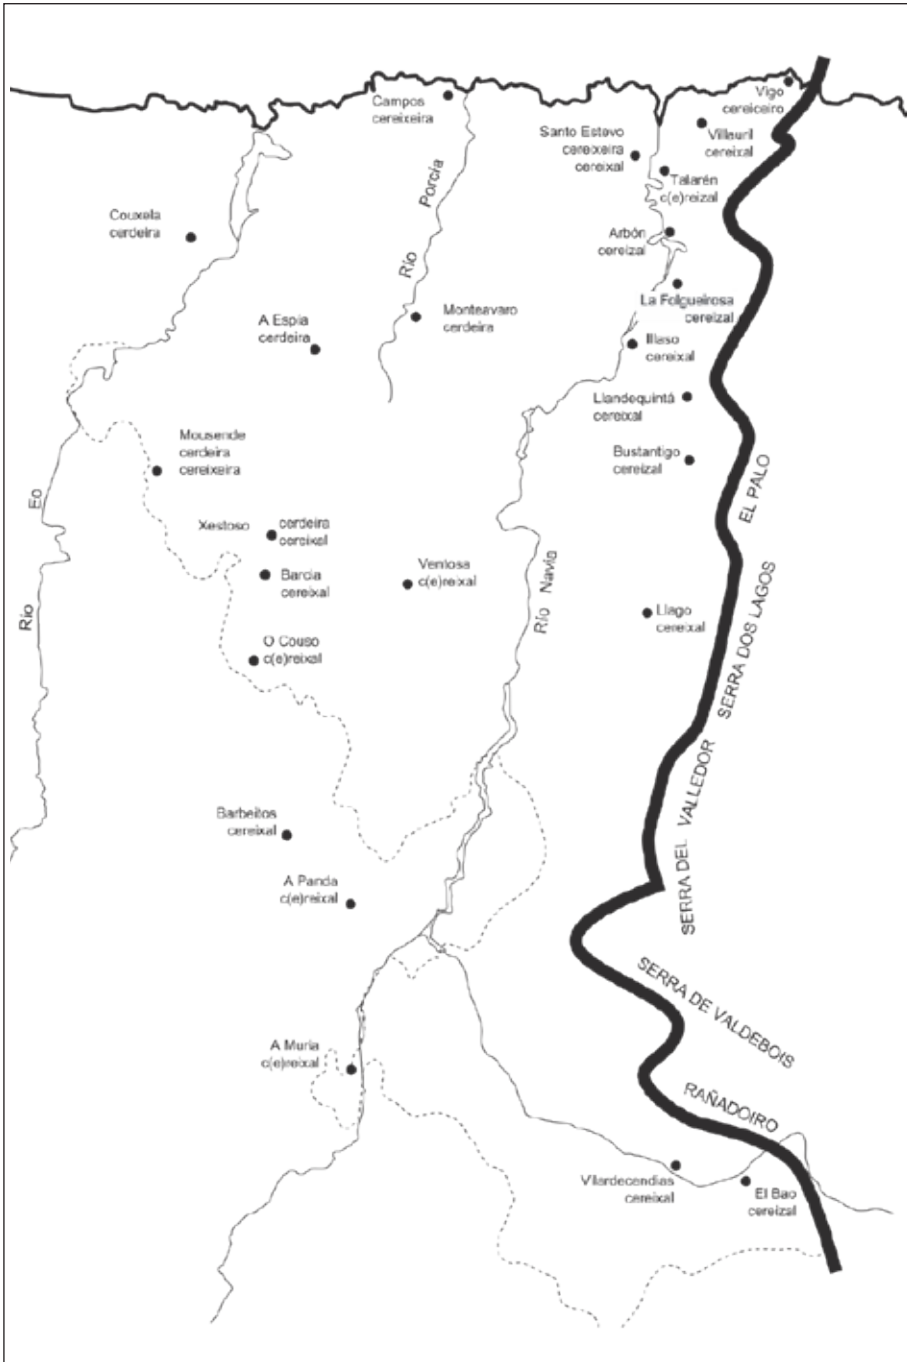 Vigo
cereiceiro
Campos
cereixeira
Villauril
cereixal
Santo Estevo
cereixeira
cereixal
Talarén
c(e)reizal
Río Porcía
Couxela
cerdeira
Arbón
cereizal
La Folgueirosa
cereizal
Monteavaro
cerdeira
A Espía
cerdeira
Illaso
cereixal
Llandequintá
cereixal
Mousende
cerdeira
cereixeira
Bustantigo
cereizal
EL PALO
Río Eo
Xestoso
cerdeira
cereixal
Barcia
cereixal
Ventosa
c(e)reixal
Río Navia
Llago
cereixal
SERRA DOS LAGOS
O Couso
c(e)reixal
SERRA DEL VALLEDOR
Barbeitos
cereixal
A Panda
c(e)reixal
SERRA DE VALDEBOIS
A Muria
c(e)reixal
RAÑADOIRO
Vilardecendias
cereixal
El Bao
cereizal